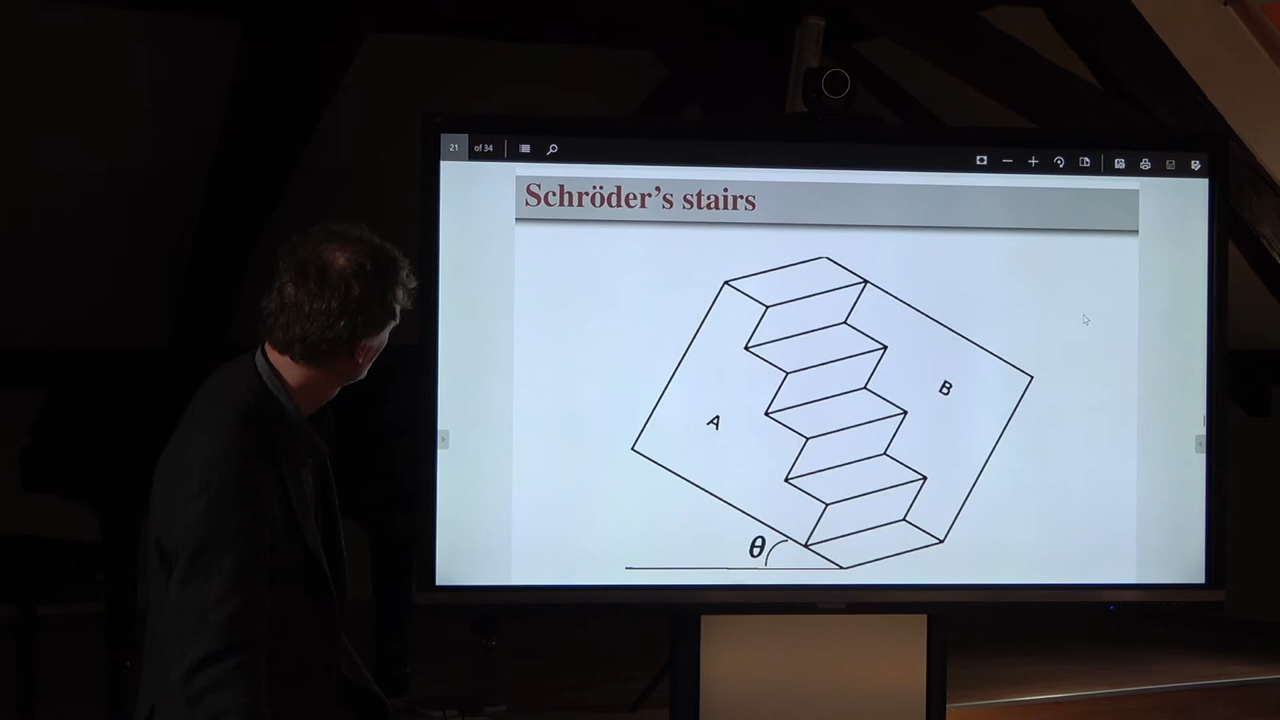 21 of 34
Schröder's stairs
A
B
θ